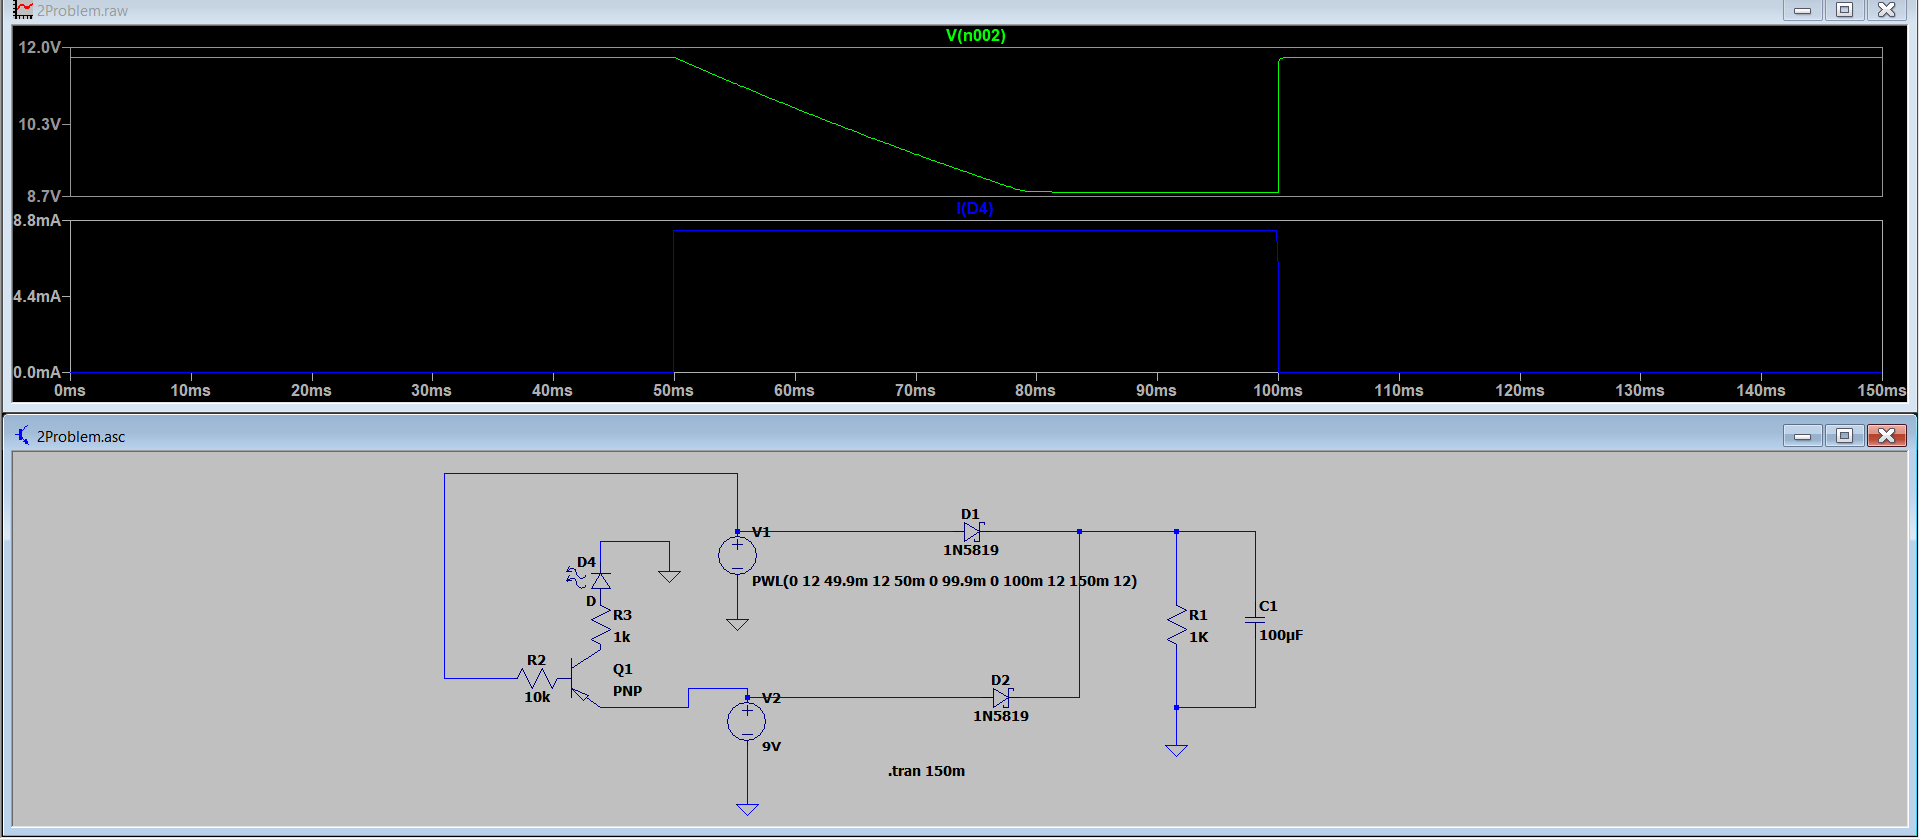 2Problem.raw
V(n002)
12.0V
10.3V
8.7V
I(D4)
8.8mA
4.4mA
0.0mA
0ms 10ms 20ms 30ms 40ms 50ms 60ms 70ms 80ms 90ms 100ms 110ms 120ms 130ms 140ms 150ms
2Problem.asc
D1
1N5819
V1
PWL(0 12 49.9m 12 50m 0 99.9m 0 100m 12 150m 12)
D4
D
R3
1k
R1
1K
C1
100µF
R2
10k
Q1
PNP
D2
1N5819
V2
9V
.tran 150m